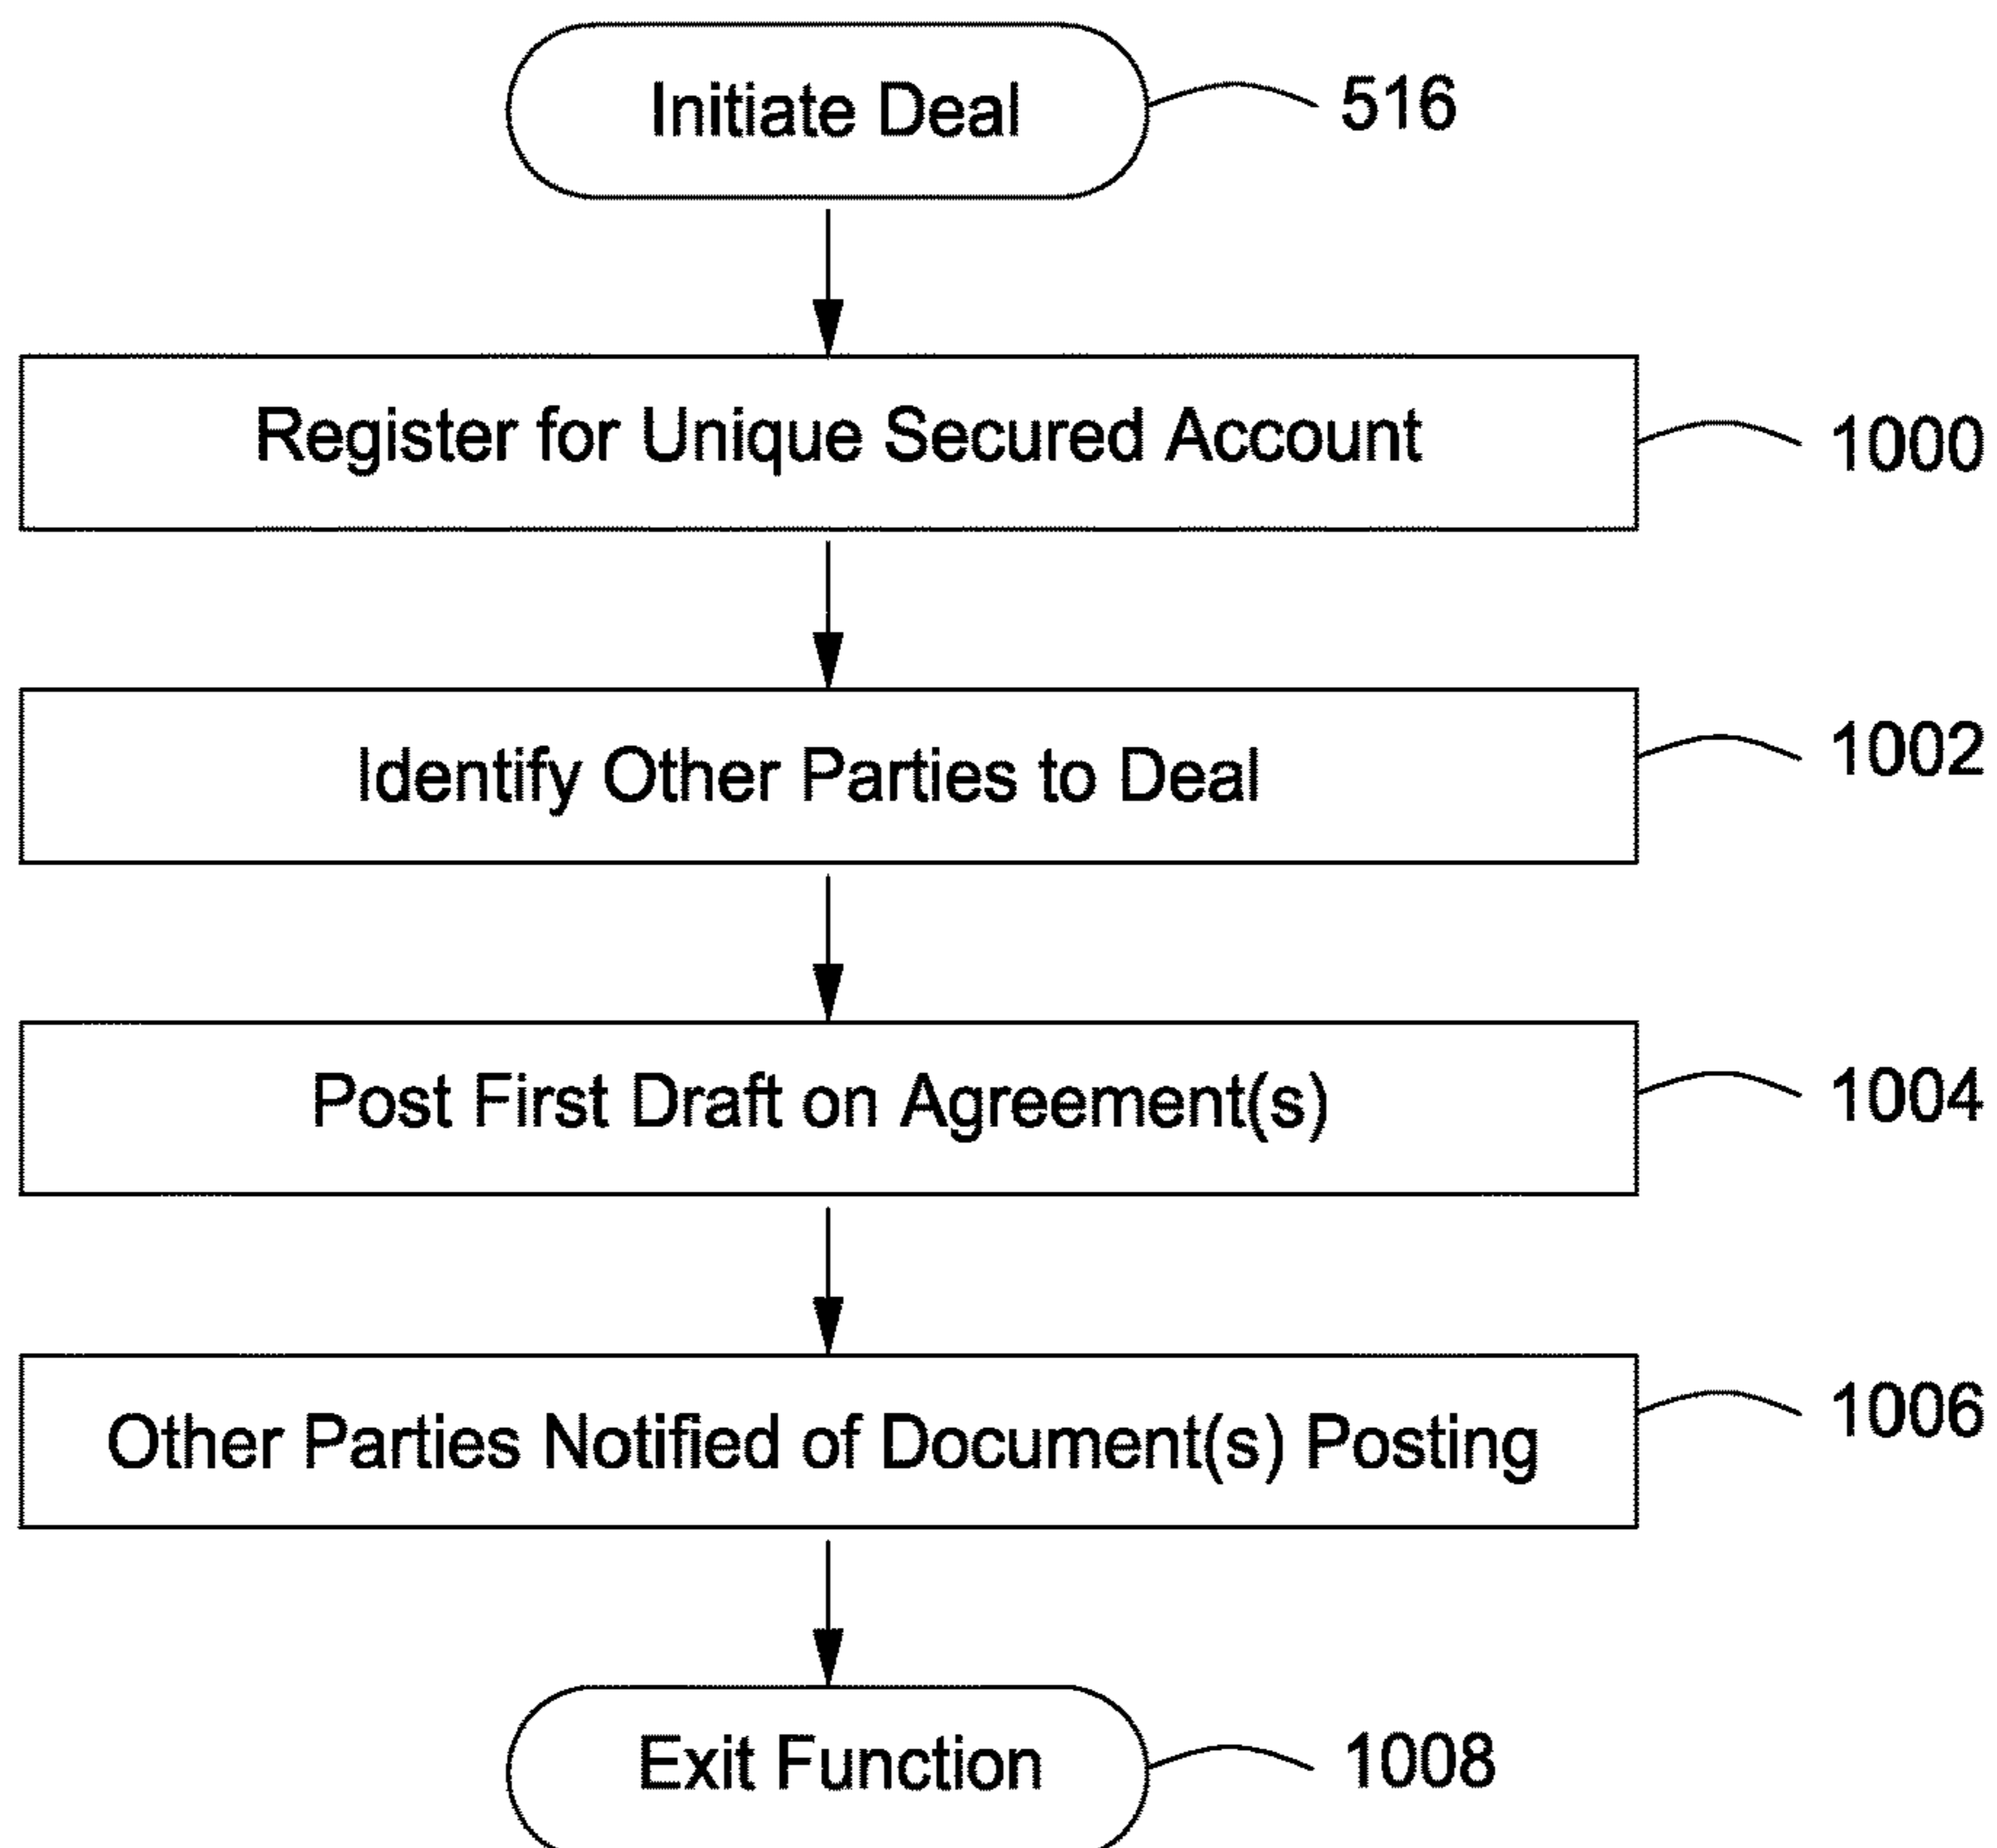 Initiate Deal 516
Register for Unique Secured Account 1000
Identify Other Parties to Deal 1002
Post First Draft on Agreement(s) 1004
Other Parties Notified of Document(s) Posting 1006
Exit Function 1008